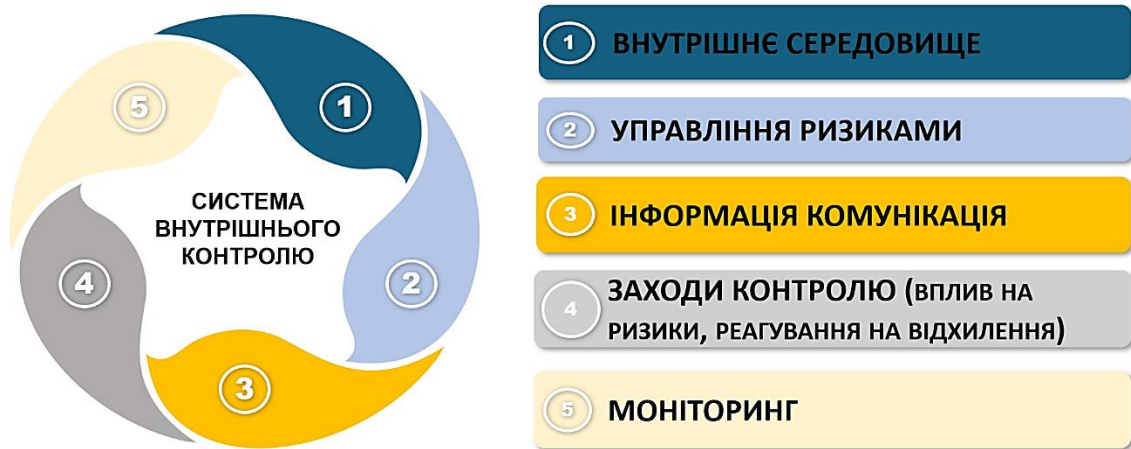 5
1
СИСТЕМА
ВНУТРІШНЬОГО
КОНТРОЛЮ
4
2
3
1 ВНУТРІШНЄ СЕРЕДОВИЩЕ
2 УПРАВЛІННЯ РИЗИКАМИ
3 ІНФОРМАЦІЯ КОМУНІКАЦІЯ
4 ЗАХОДИ КОНТРОЛЮ (ВПЛИВ НА
РИЗИКИ, РЕАГУВАННЯ НА ВІДХИЛЕННЯ)
5 МОНІТОРИНГ